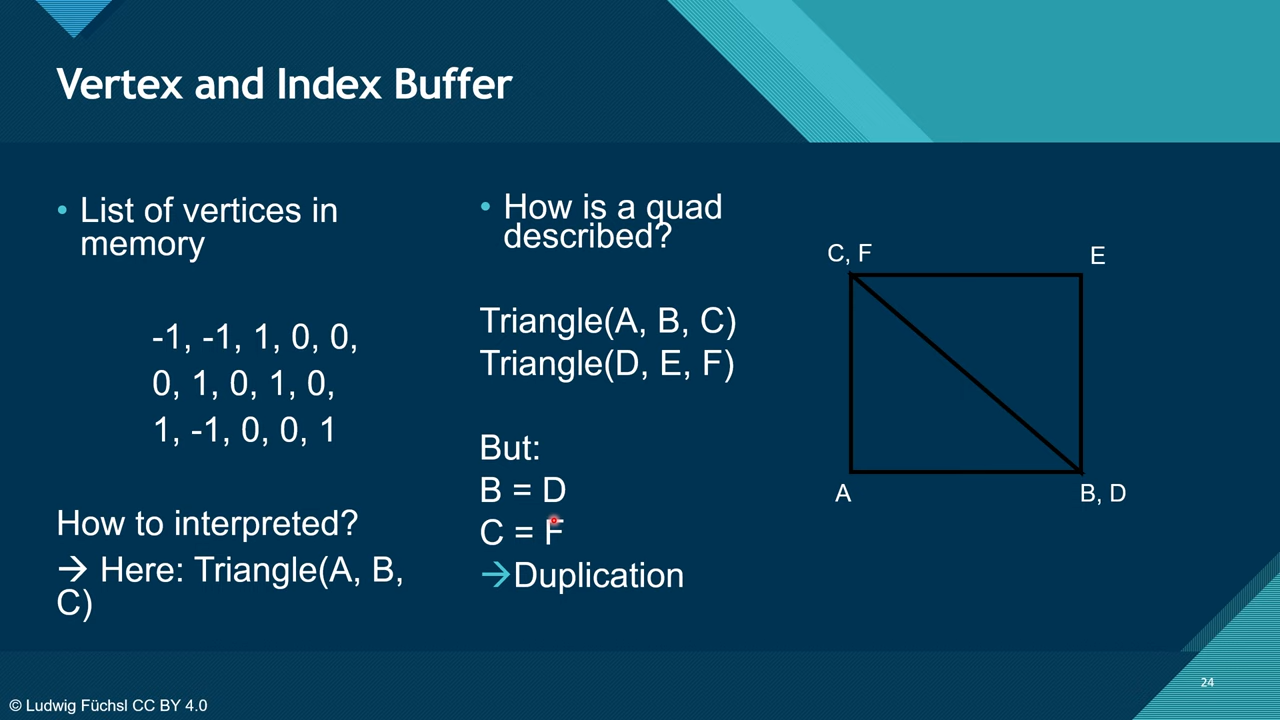 Vertex and Index Buffer
• List of vertices in
memory
-1, -1, 1, 0, 0,
0, 1, 0, 1, 0,
1, -1, 0, 0, 1
How to interpreted?
→ Here: Triangle(A, B,
C)
• How is a quad
described?
Triangle(A, B, C)
Triangle(D, E, F)
But:
B = D
C = F
→Duplication
C, F
E
A
B, D
24
© Ludwig Füchsl CC BY 4.0